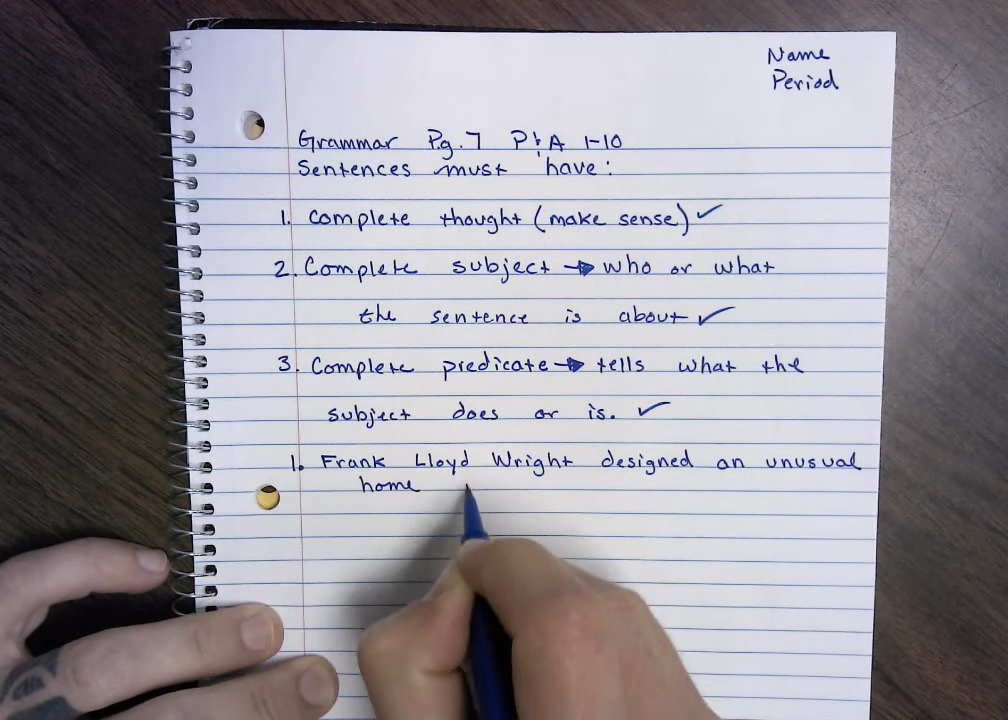 Name
Period
Grammar Pg. 7 P&A 1-10
Sentences must have:
1. Complete thought (make sense) ✓
2. Complete subject → who or what
the sentence is about ✓
3. Complete predicate → tells what the
subject does or is. ✓
1. Frank Lloyd Wright designed an unusual
home